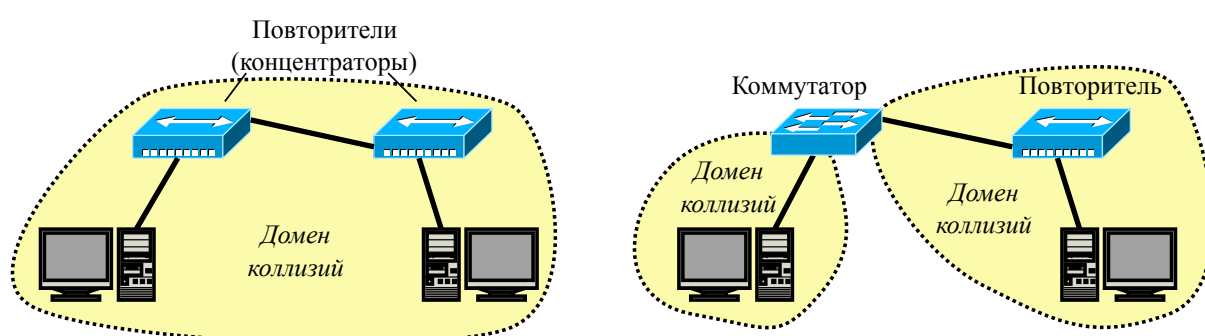 Повторители
(концентраторы)
Домен
коллизий
Коммутатор
Повторитель
Домен
коллизий
Домен
коллизий